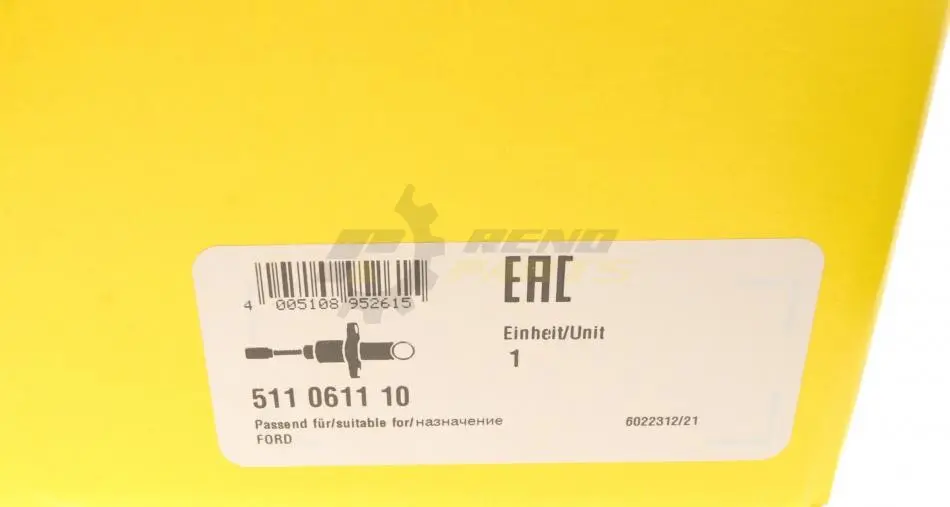 RENO
PARTS
EAC
4 005108 952615
Einheit/Unit
1
511 0611 10
Passend für/suitable for/назначение
FORD
6022312/21